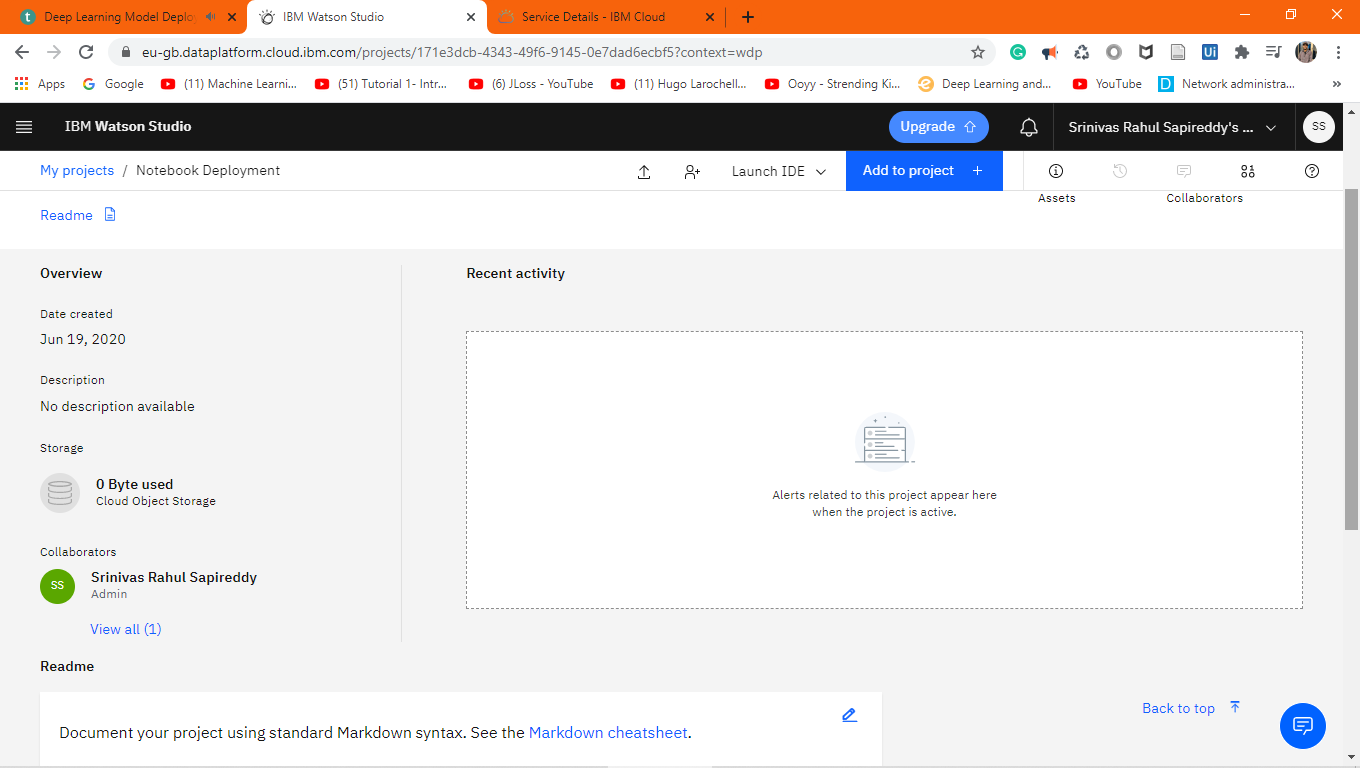 Deep Learning Model Deplo
IBM Watson Studio
Service Details - IBM Cloud
eu-gb.dataplatform.cloud.ibm.com/projects/171e3dcb-4343-49f6-9145-0e7dad6ecbf5?context=wdp
Apps
Google
(11) Machine Learni...
(51) Tutorial 1- Intr...
(6) JLoss - YouTube
(11) Hugo Larochell...
Ooyy - Strending Ki...
Deep Learning and...
YouTube
Network administra...
IBM Watson Studio
Upgrade
Srinivas Rahul Sapireddy's ...
SS
My projects / Notebook Deployment
Launch IDE
Add to project +
Assets
Collaborators
Readme
Overview
Recent activity
Date created
Jun 19, 2020
Description
No description available
Storage
0 Byte used
Cloud Object Storage
Alerts related to this project appear here
when the project is active.
Collaborators
SS
Srinivas Rahul Sapireddy
Admin
View all (1)
Readme
Back to top
Document your project using standard Markdown syntax. See the Markdown cheatsheet.